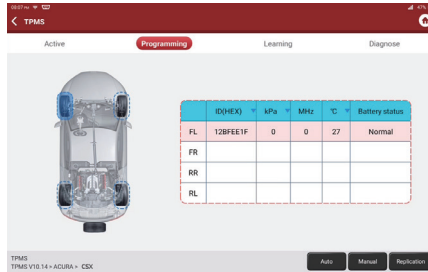 TPMS
Active Programming Learning Diagnose
ID(HEX) kPa MHz °C Battery status
FL 12BFEE1F 0 0 27 Normal
FR
RR
RL
TPMS
TPMS V10.14 > ACURA > CSX
Auto Manual Replication